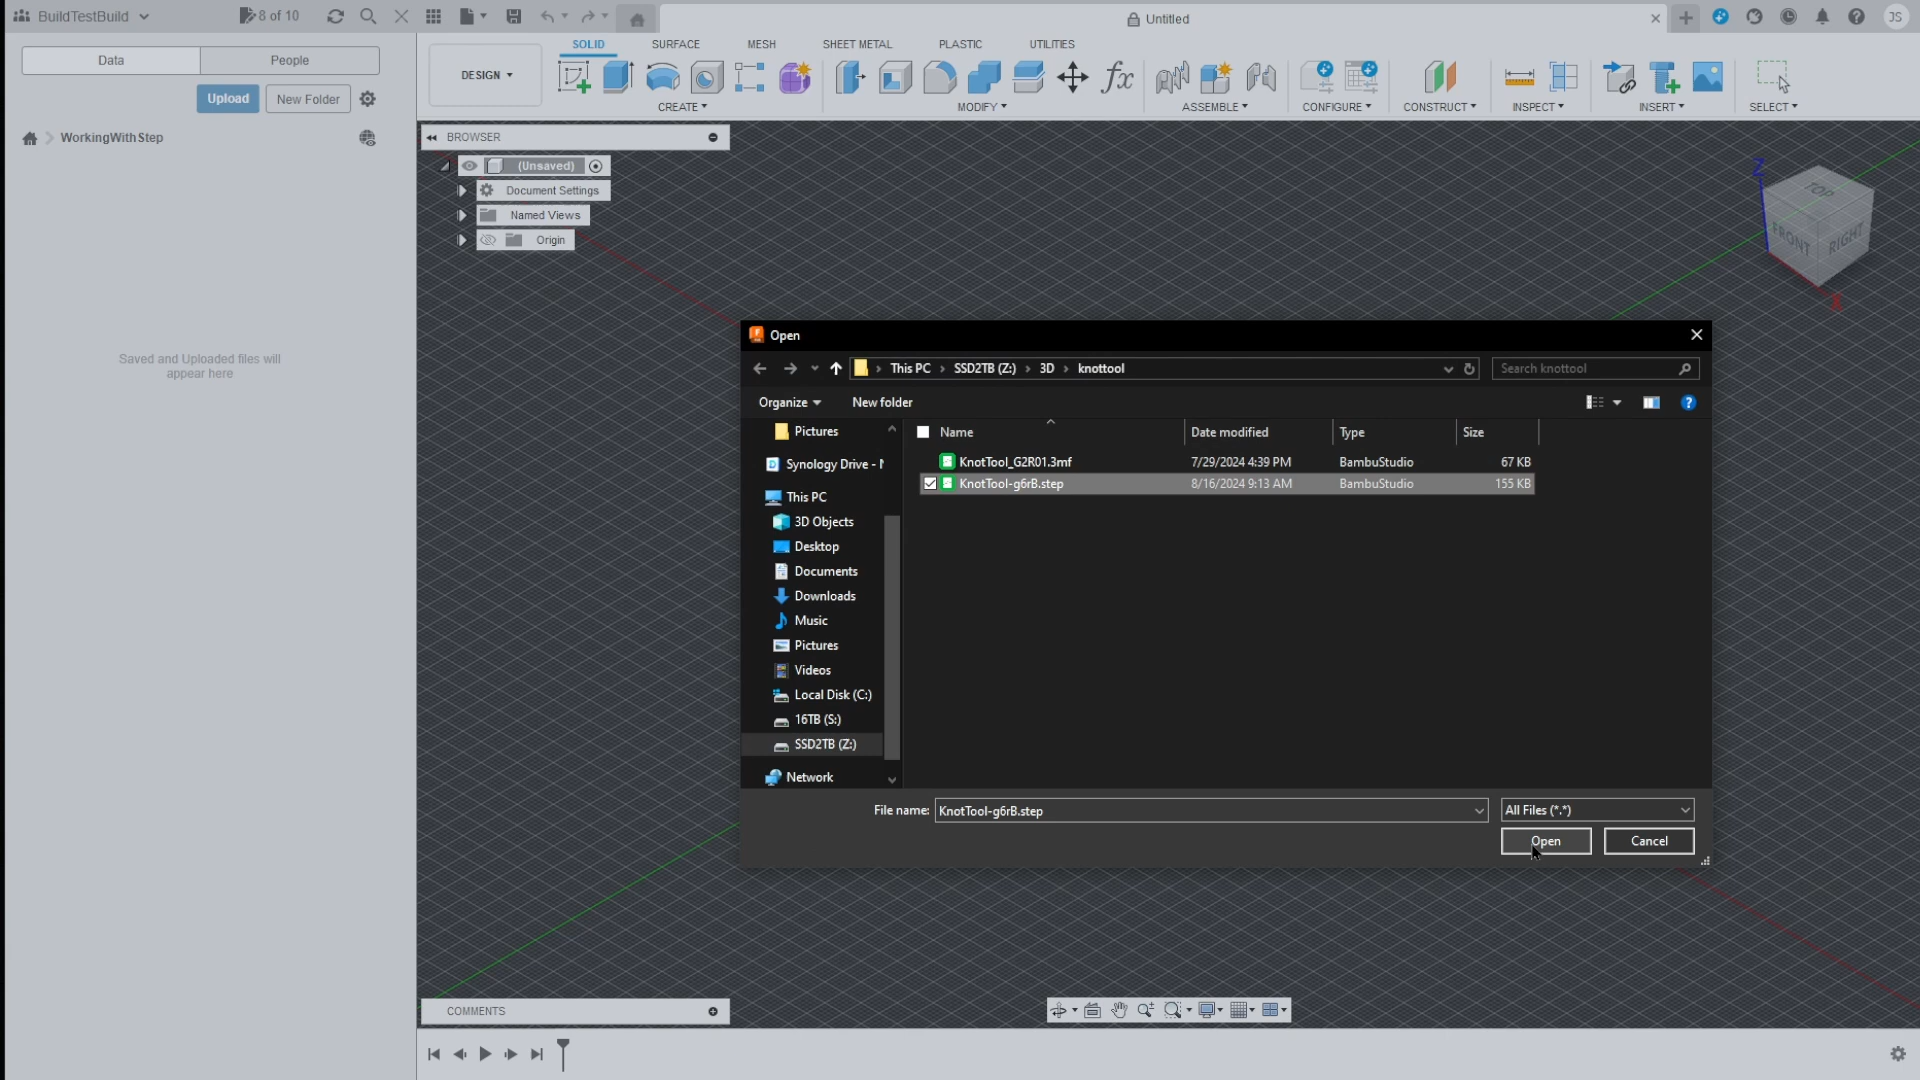 BuildTestBuild
8 of 10
Untitled
JS
Data
People
Upload
New Folder
WorkingWithStep
Saved and Uploaded files will
appear here
DESIGN
SOLID
SURFACE
MESH
SHEET METAL
PLASTIC
UTILITIES
CREATE
MODIFY
ASSEMBLE
CONFIGURE
CONSTRUCT
INSPECT
INSERT
SELECT
BROWSER
(Unsaved)
Document Settings
Named Views
Origin
Z
TOP
FRONT
RIGHT
X
Open
This PC
SSD2TB (Z:)
3D
knottool
Search knottool
Organize
New folder
Pictures
Synology Drive -
This PC
3D Objects
Desktop
Documents
Downloads
Music
Pictures
Videos
Local Disk (C:)
16TB (S:)
SSD2TB (Z:)
Network
Name
Date modified
Type
Size
KnotTool_G2R01.3mf
7/29/2024 4:39 PM
BambuStudio
67 KB
KnotTool-g6rB.step
8/16/2024 9:13 AM
BambuStudio
155 KB
File name:
KnotTool-g6rB.step
All Files (*.*)
Open
Cancel
COMMENTS